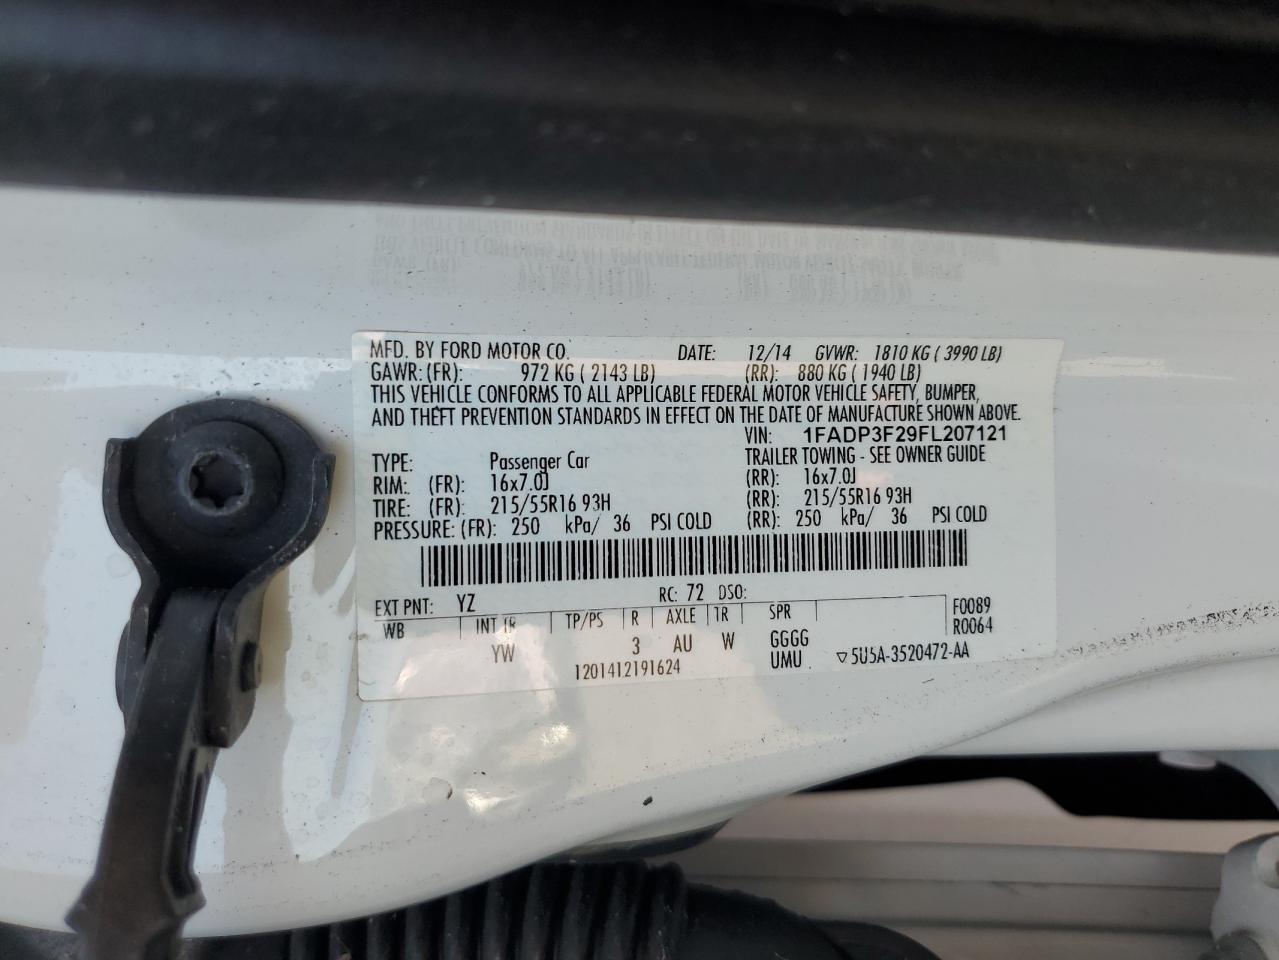 MFD. BY FORD MOTOR CO. DATE: 12/14 GVWR: 1810 KG ( 3990 LB)
GAWR: (FR): 972 KG ( 2143 LB) (RR): 880 KG ( 1940 LB)
THIS VEHICLE CONFORMS TO ALL APPLICABLE FEDERAL MOTOR VEHICLE SAFETY, BUMPER,
AND THEFT PREVENTION STANDARDS IN EFFECT ON THE DATE OF MANUFACTURE SHOWN ABOVE.
VIN: 1FADP3F29FL207121
TYPE: Passenger Car TRAILER TOWING - SEE OWNER GUIDE
RIM: (FR): 16x7.0J (RR): 16x7.0J
TIRE: (FR): 215/55R16 93H (RR): 215/55R16 93H
PRESSURE: (FR): 250 kPa/ 36 PSI COLD (RR): 250 kPa/ 36 PSI COLD
EXT PNT: YZ RC: 72 DSO: F0089
WB INT TR TP/PS R AXLE TR SPR R0064
YW 3 AU W GGGG
1201412191624 UMU ▽5U5A-3520472-AA